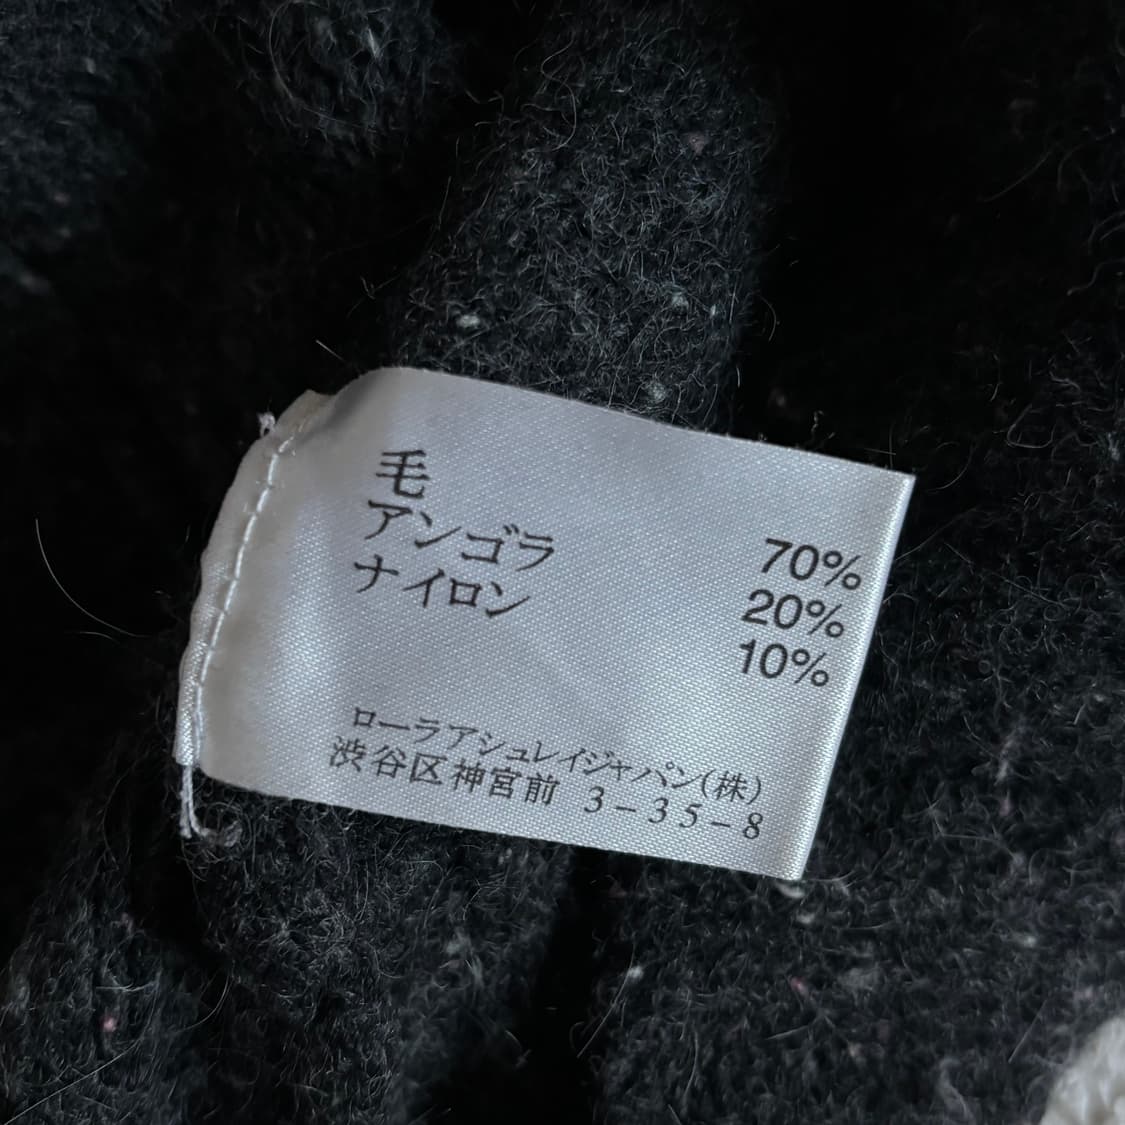 毛 70%
アンゴラ 20%
ナイロン 10%
ローラアシュレイジャパン(株)
渋谷区神宮前 3-35-8